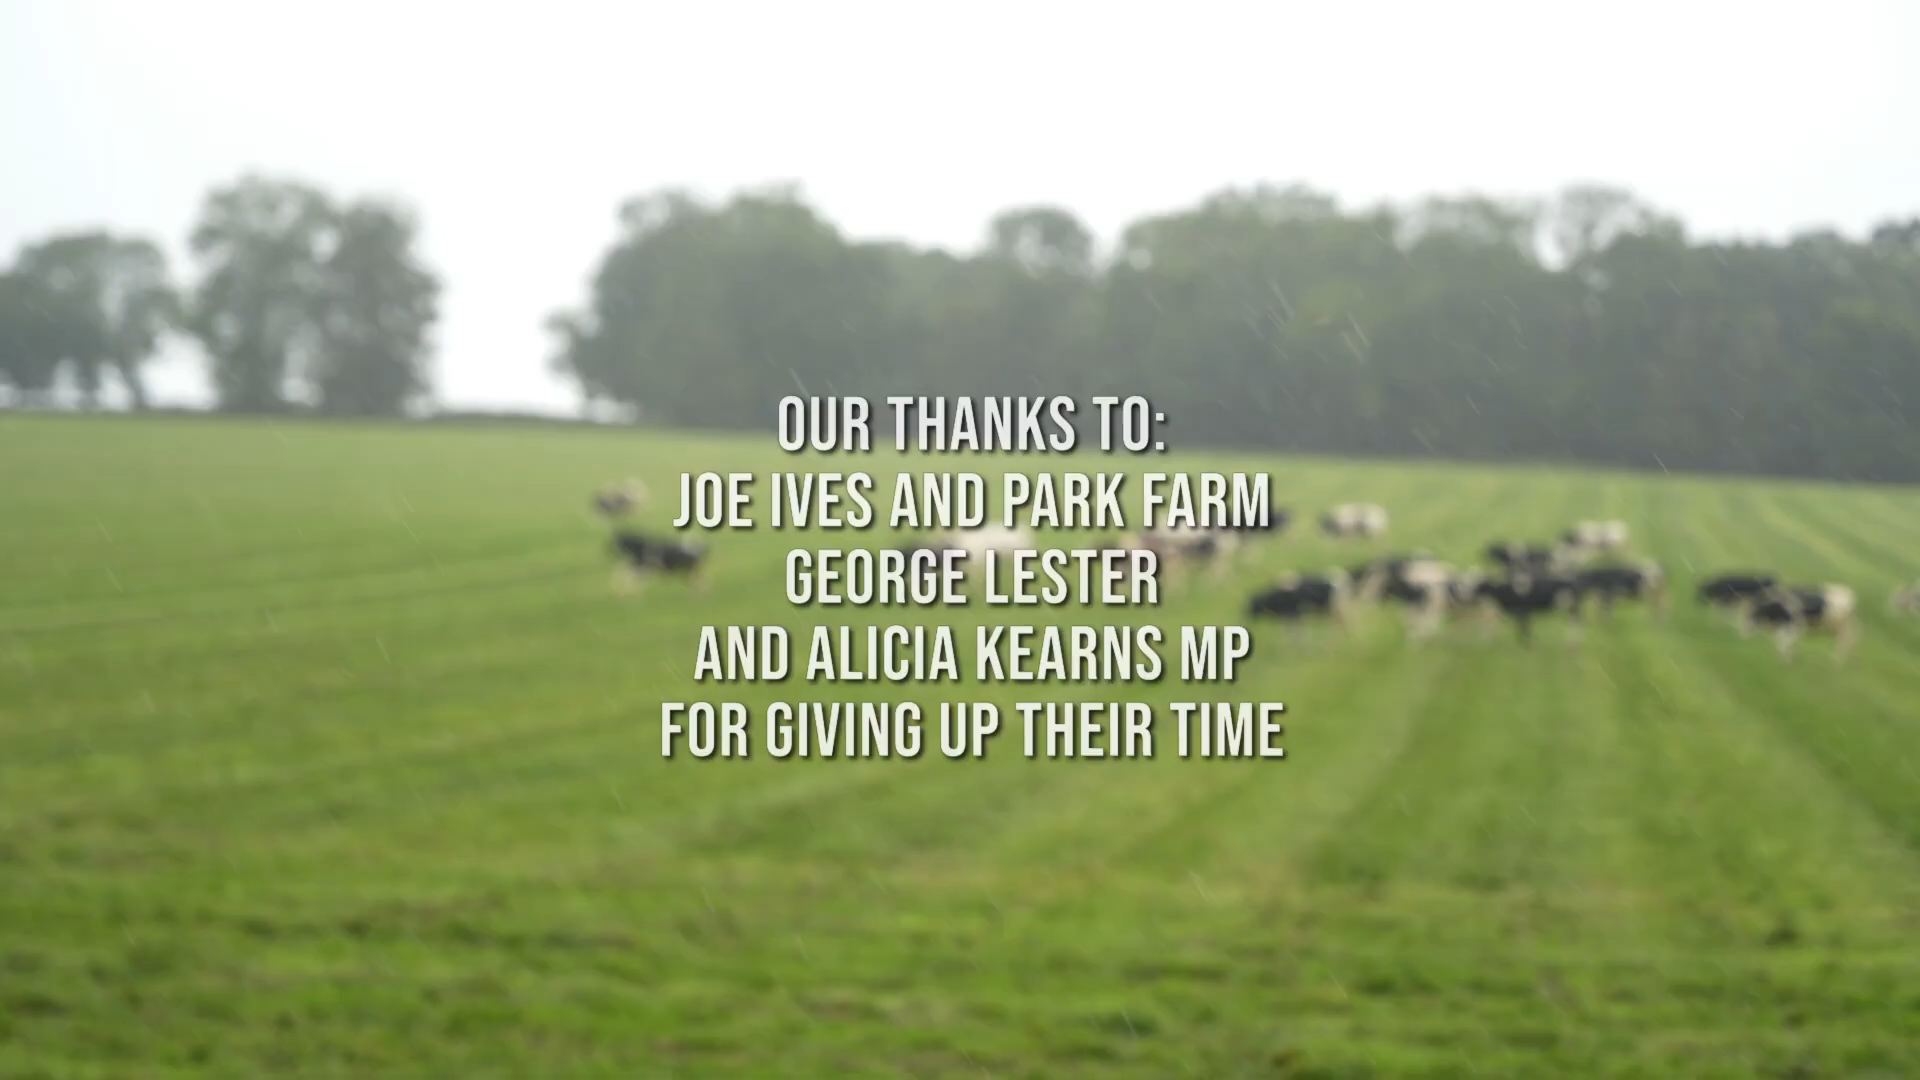 OUR THANKS TO:
JOE IVES AND PARK FARM
GEORGE LESTER
AND ALICIA KEARNS MP
FOR GIVING UP THEIR TIME